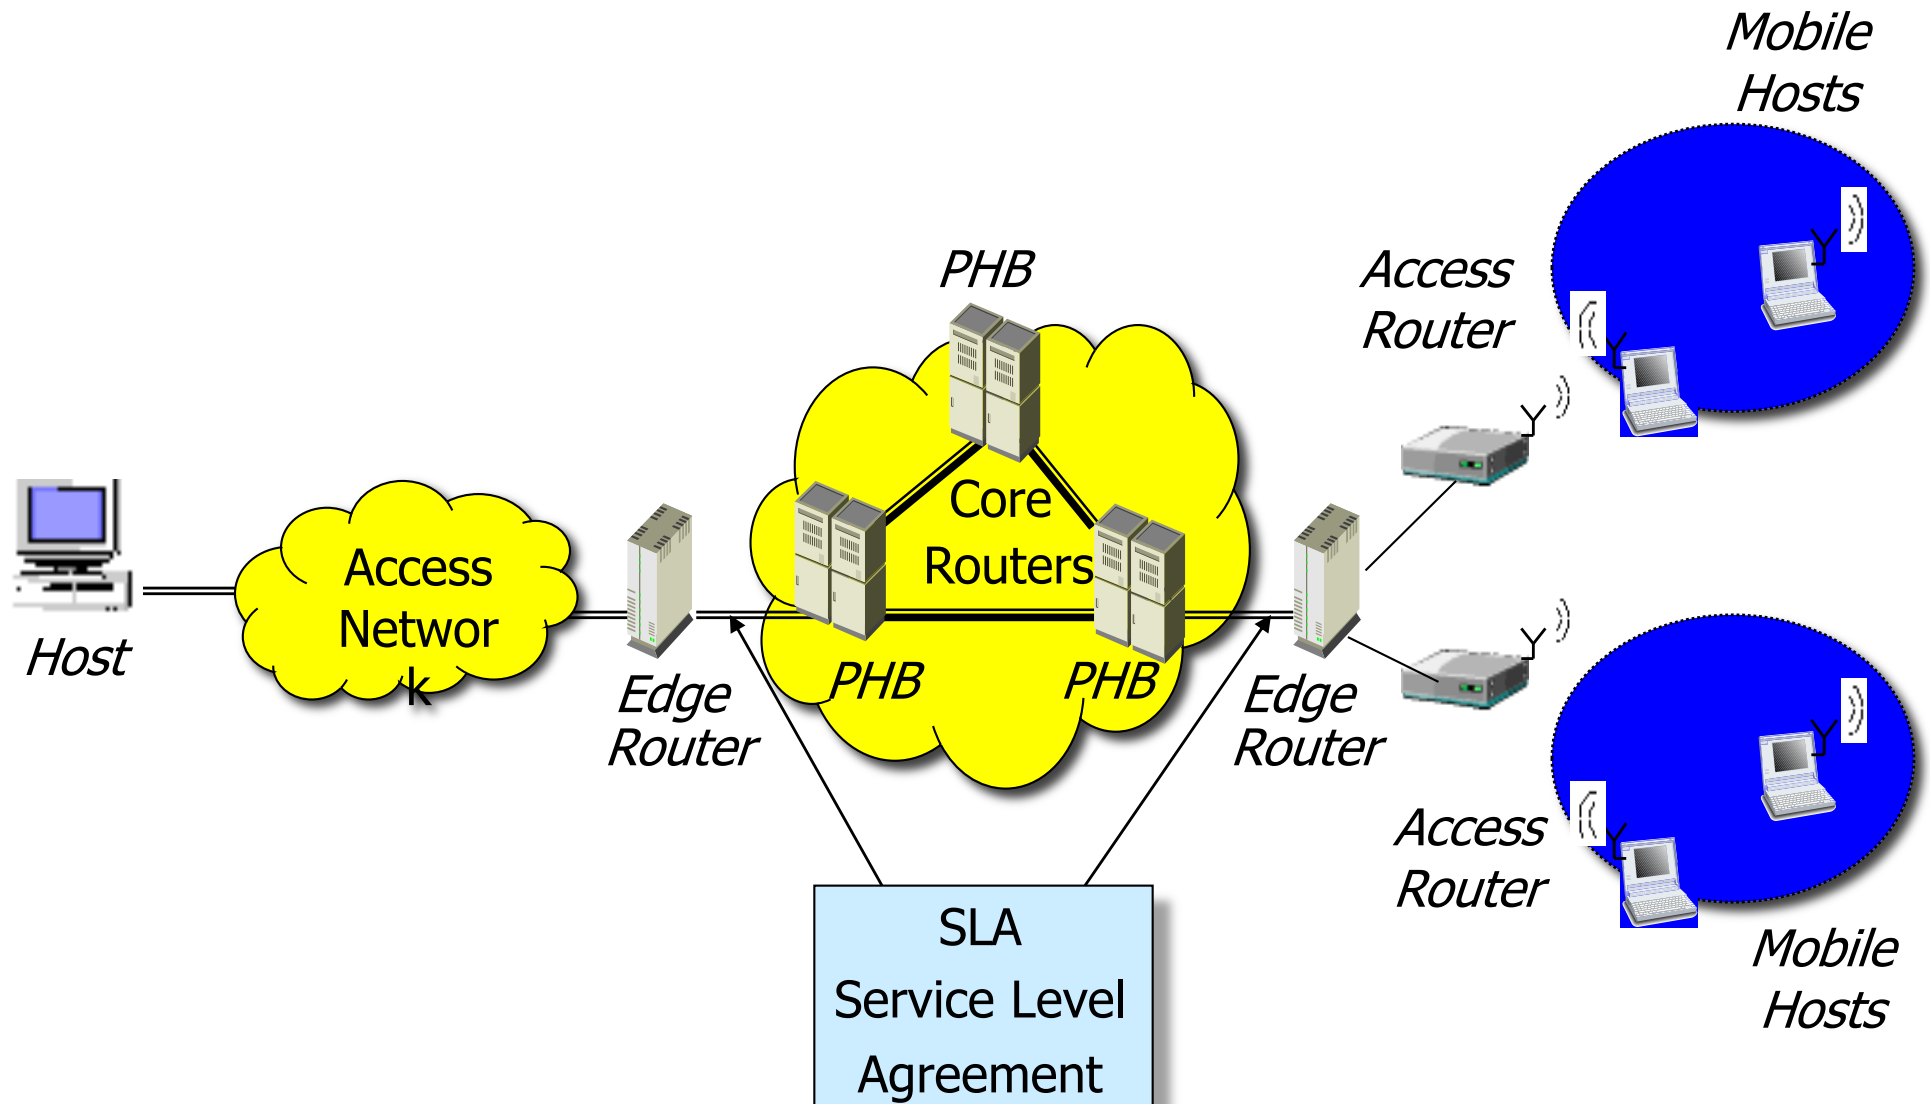 Mobile
Hosts
PHB
Access
Router
Core
Routers
Access
Networ
k
Host
PHB
PHB
Edge
Router
Edge
Router
Access
Router
SLA
Service Level
Agreement
Mobile
Hosts